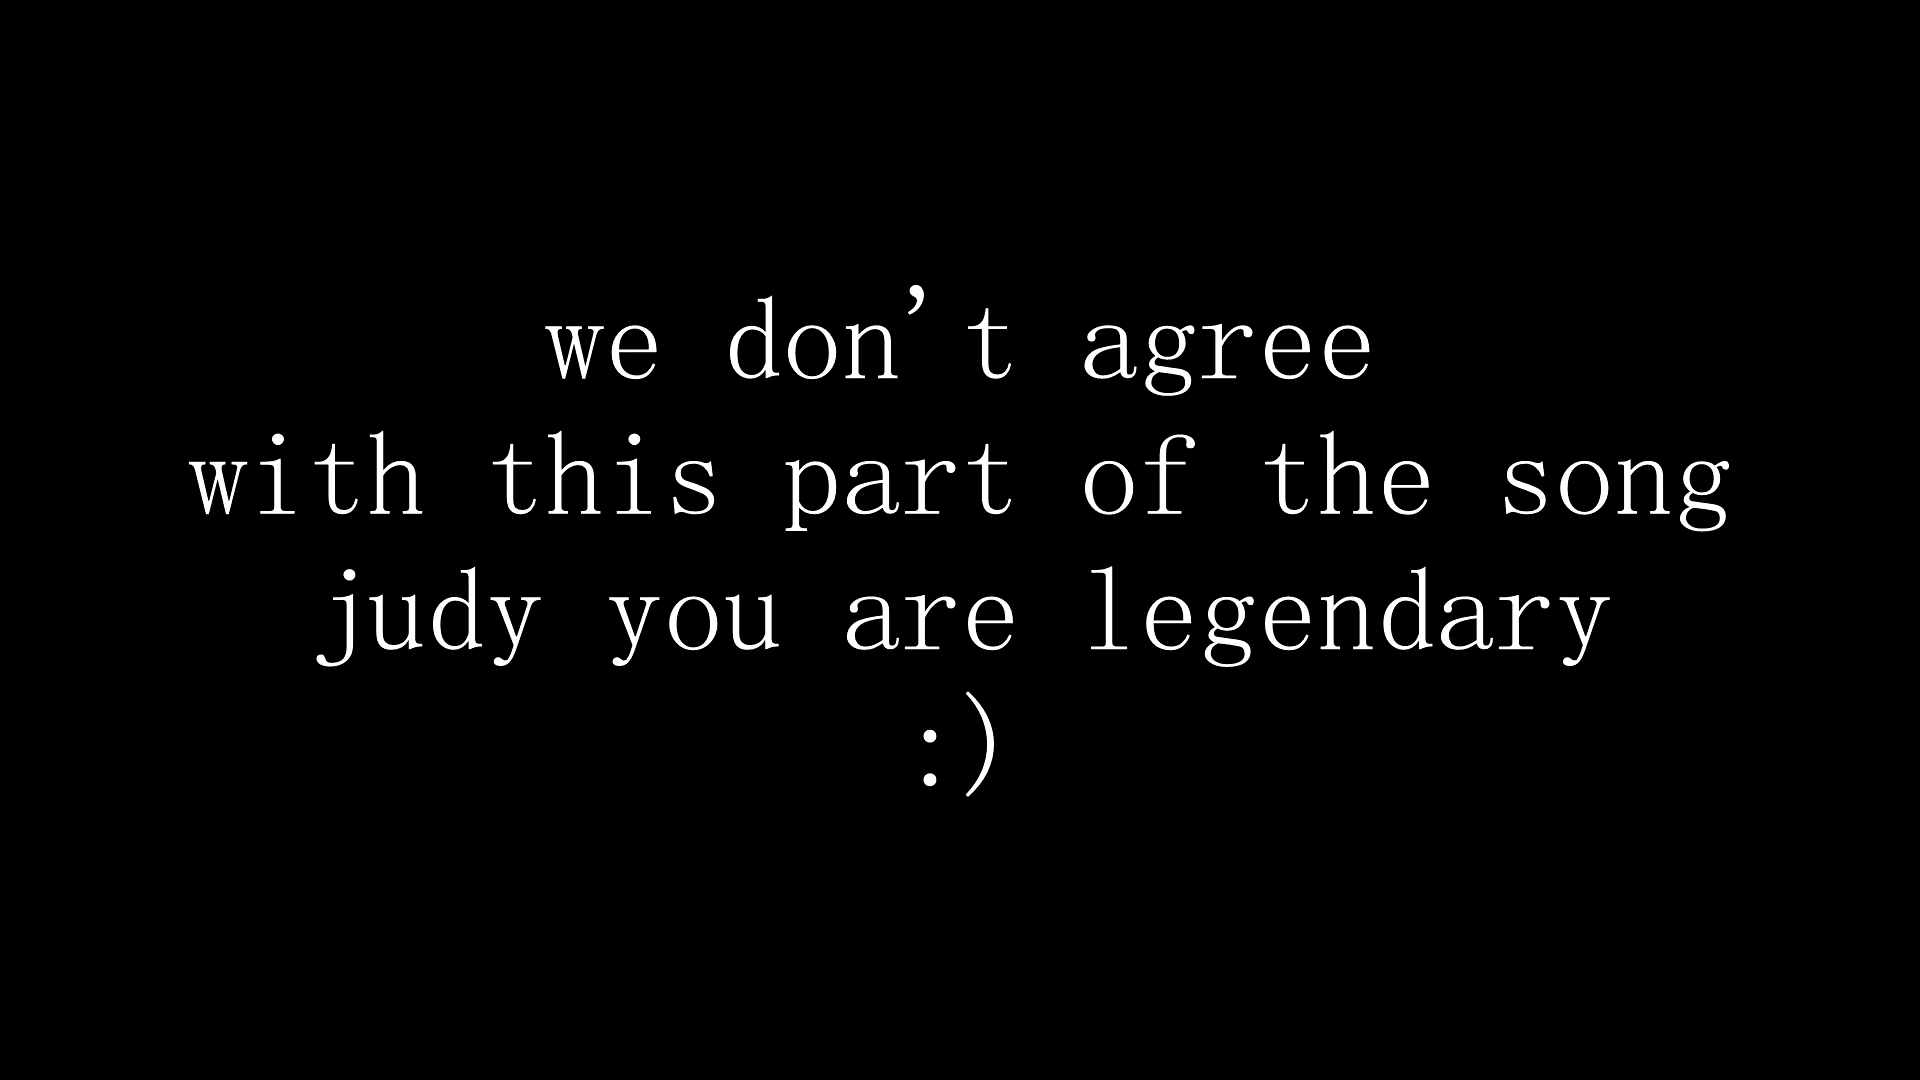 we don't agree
with this part of the song
judy you are legendary
:)